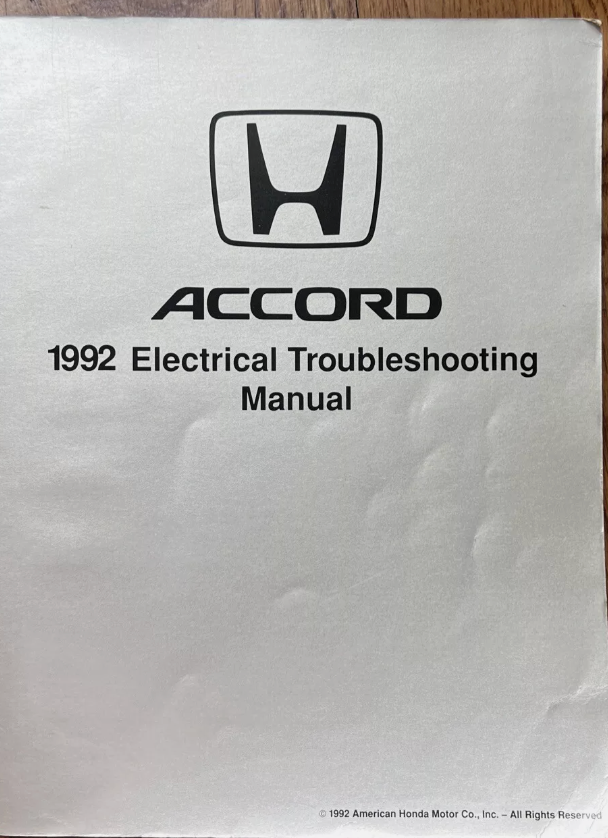 ACCORD
1992 Electrical Troubleshooting
Manual
© 1992 American Honda Motor Co., Inc. – All Rights Reserved